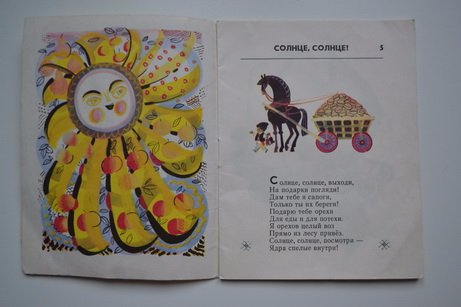 СОЛНЦЕ, СОЛНЦЕ!
5
Солнце, солнце, выходи,
На подарки погляди!
Дам тебе я сапоги,
Только ты их береги!
Подарю тебе орехи
Для еды и для потехи.
Я орехов целый воз
Прямо из лесу привёз.
Солнце, солнце, посмотри —
Ядра спелые внутри!